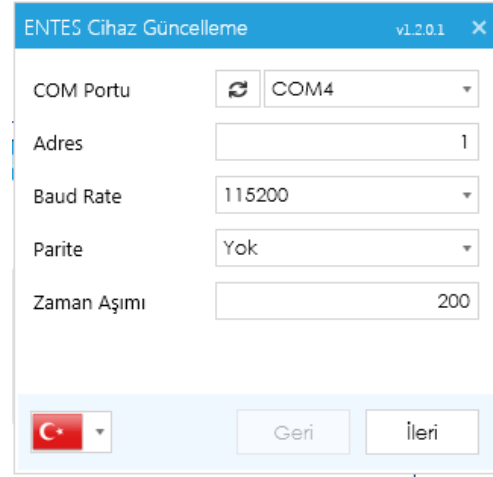 ENTES Cihaz Güncelleme v1.2.0.1
COM Portu COM4
Adres 1
Baud Rate 115200
Parite Yok
Zaman Aşımı 200
Geri İleri